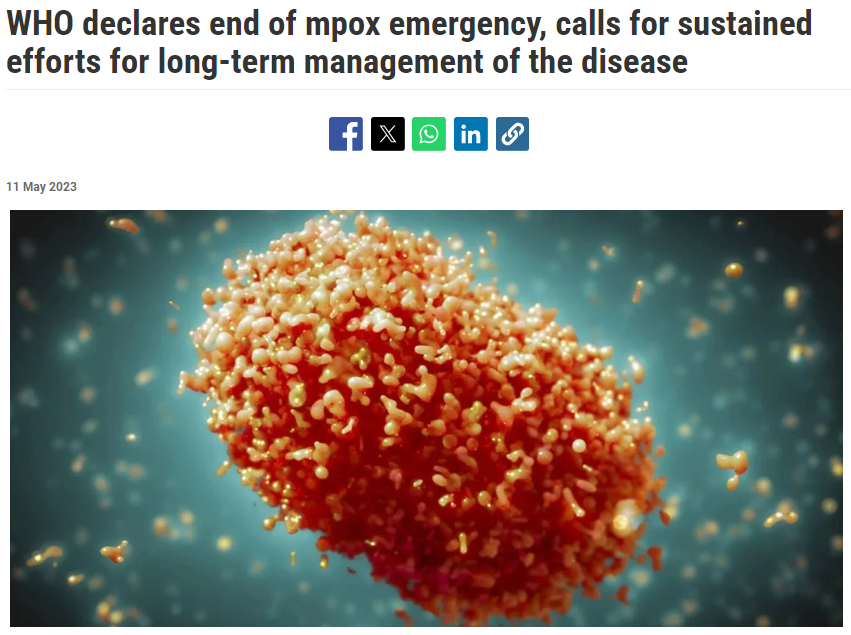 WHO declares end of mpox emergency, calls for sustained
efforts for long-term management of the disease
11 May 2023